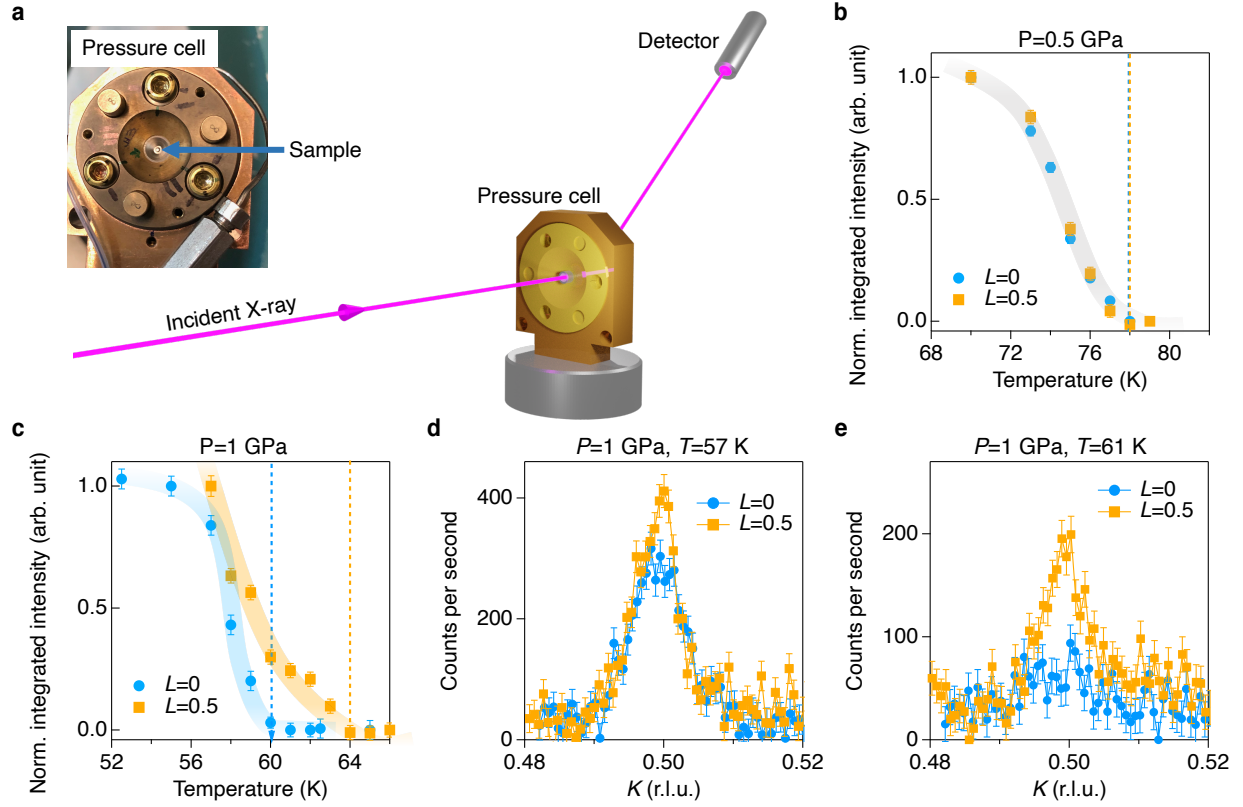 a
Pressure cell
Sample
Detector
Pressure cell
Incident X-ray
b
P=0.5 GPa
Norm. integrated intensity (arb. unit)
1.0
0.5
0.0
L=0
L=0.5
68 72 76 80
Temperature (K)
c
P=1 GPa
Norm. integrated intensity (arb. unit)
1.0
0.5
0.0
L=0
L=0.5
52 56 60 64
Temperature (K)
d
P=1 GPa, T=57 K
Counts per second
400
200
0
L=0
L=0.5
0.48 0.50 0.52
K (r.l.u.)
e
P=1 GPa, T=61 K
Counts per second
200
100
0
L=0
L=0.5
0.48 0.50 0.52
K (r.l.u.)